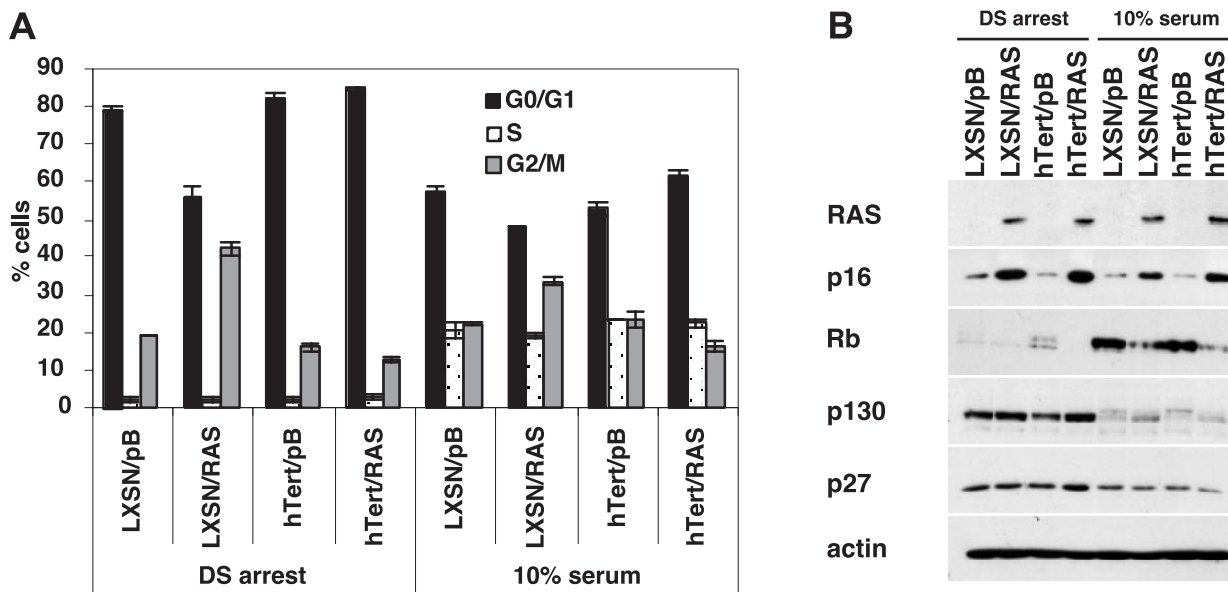 A
90
80
70
60
50
40
30
20
10
0
% cells
G0/G1
S
G2/M
LXSN/pB
LXSN/RAS
hTert/pB
hTert/RAS
LXSN/pB
LXSN/RAS
hTert/pB
hTert/RAS
DS arrest
10% serum
B
DS arrest
10% serum
LXSN/pB
LXSN/RAS
hTert/pB
hTert/RAS
LXSN/pB
LXSN/RAS
hTert/pB
hTert/RAS
RAS
p16
Rb
p130
p27
actin